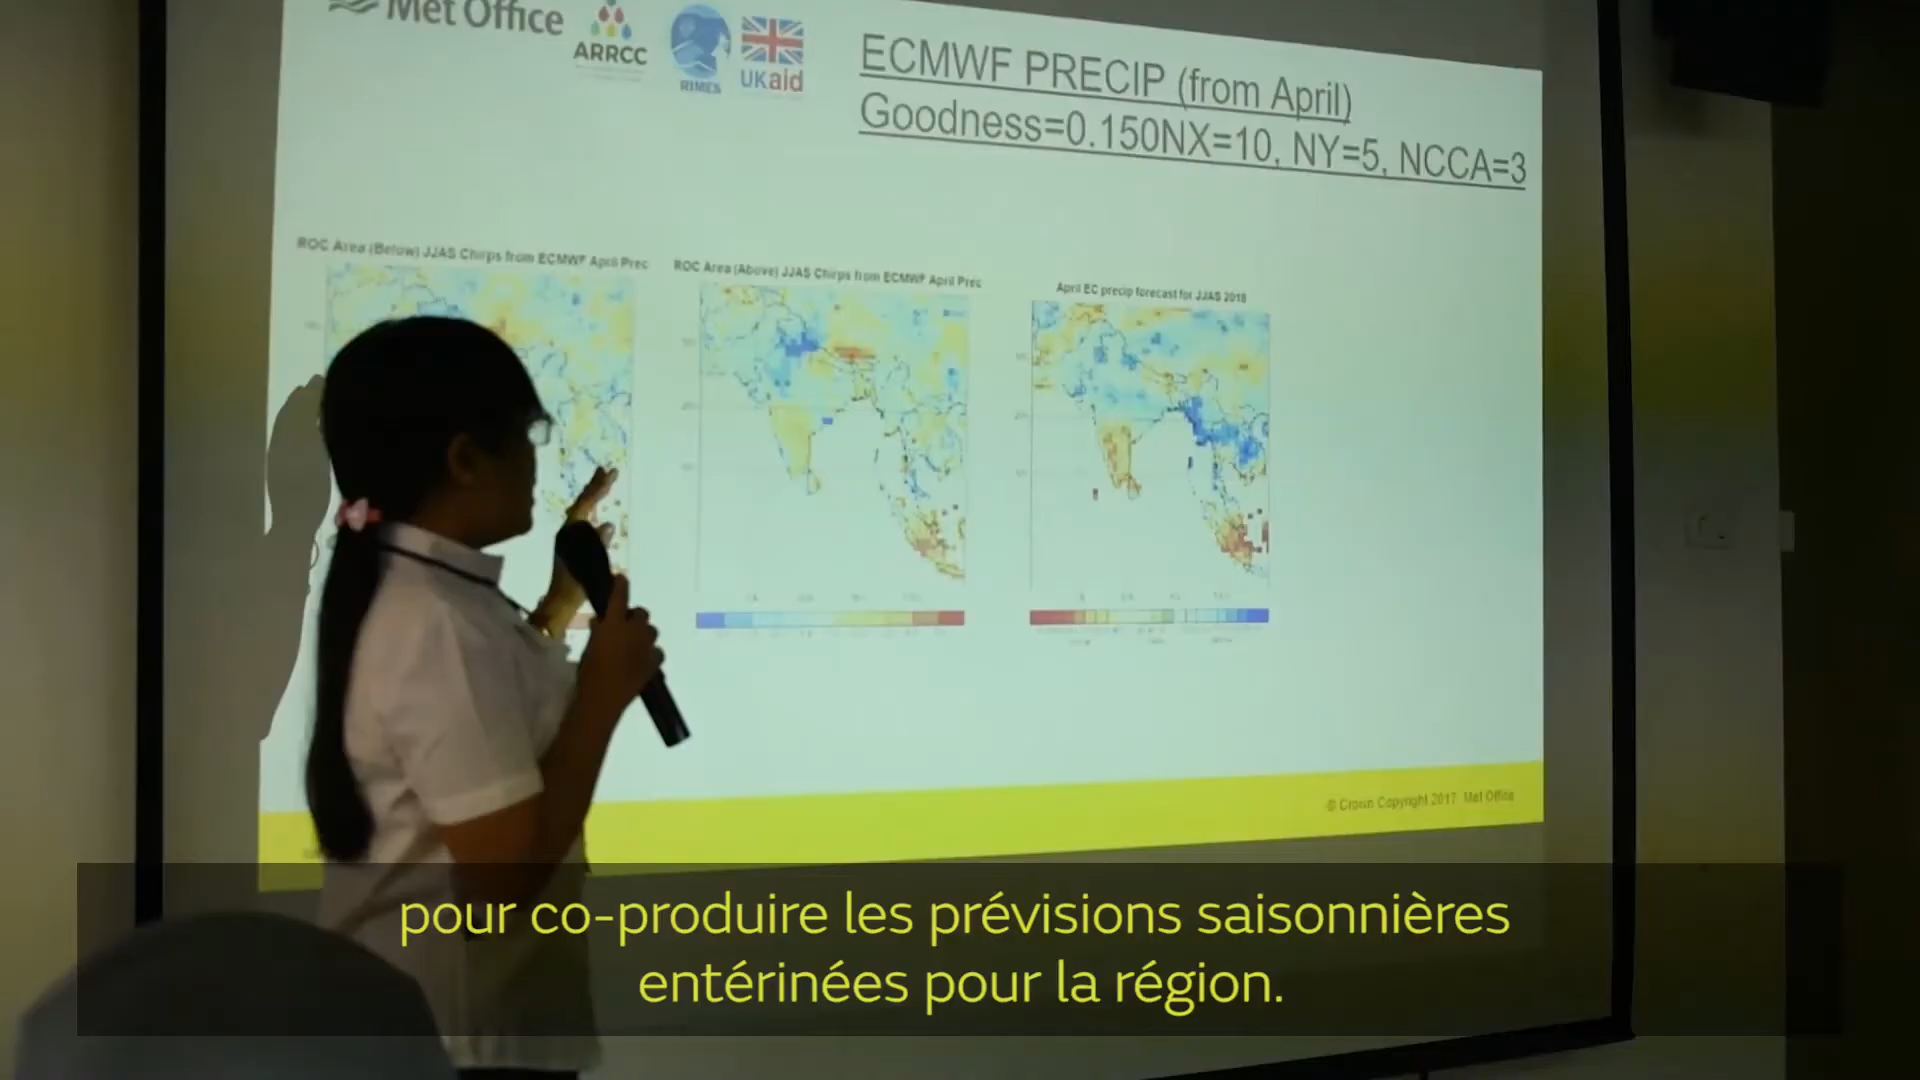 Met Office
ARRCC
RIMES
UKaid
ECMWF PRECIP (from April)
Goodness=0.150NX=10, NY=5, NCCA=3
ROC Area (Below) JJAS Chirps from ECMWF April Prec
ROC Area (Above) JJAS Chirps from ECMWF April Prec
April EC precip forecast for JJAS 2018
© Crown Copyright 2017 Met Office
pour co-produire les prévisions saisonnières
entérinées pour la région.